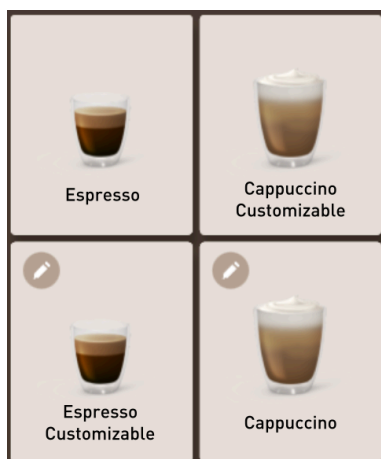 Espresso
Cappuccino
Customizable
Espresso
Customizable
Cappuccino